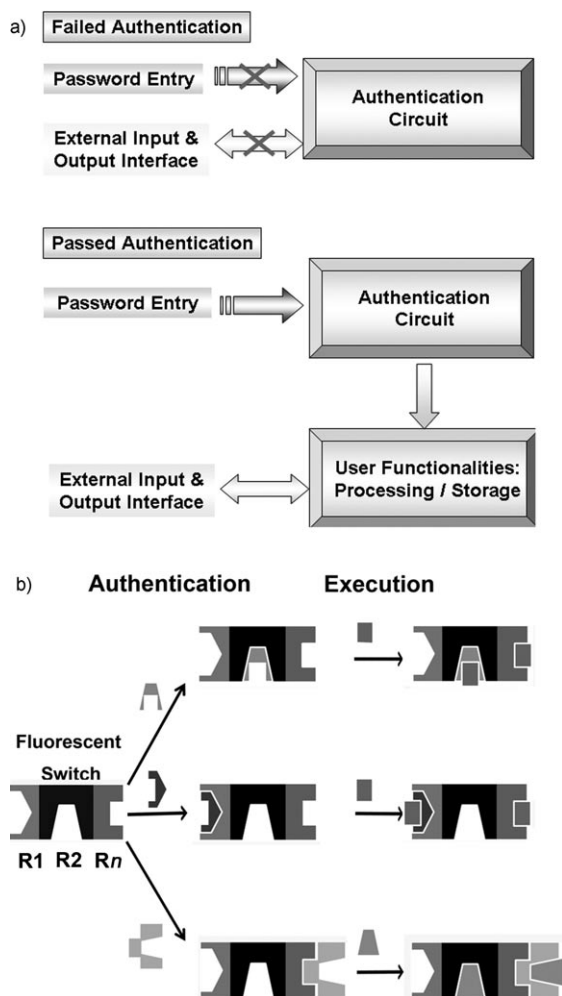 a)
Failed Authentication
Password Entry
Authentication
Circuit
External Input &
Output Interface
Passed Authentication
Password Entry
Authentication
Circuit
User Functionalities:
Processing / Storage
External Input &
Output Interface
b)
Authentication
Execution
Fluorescent
Switch
R1 R2 Rn